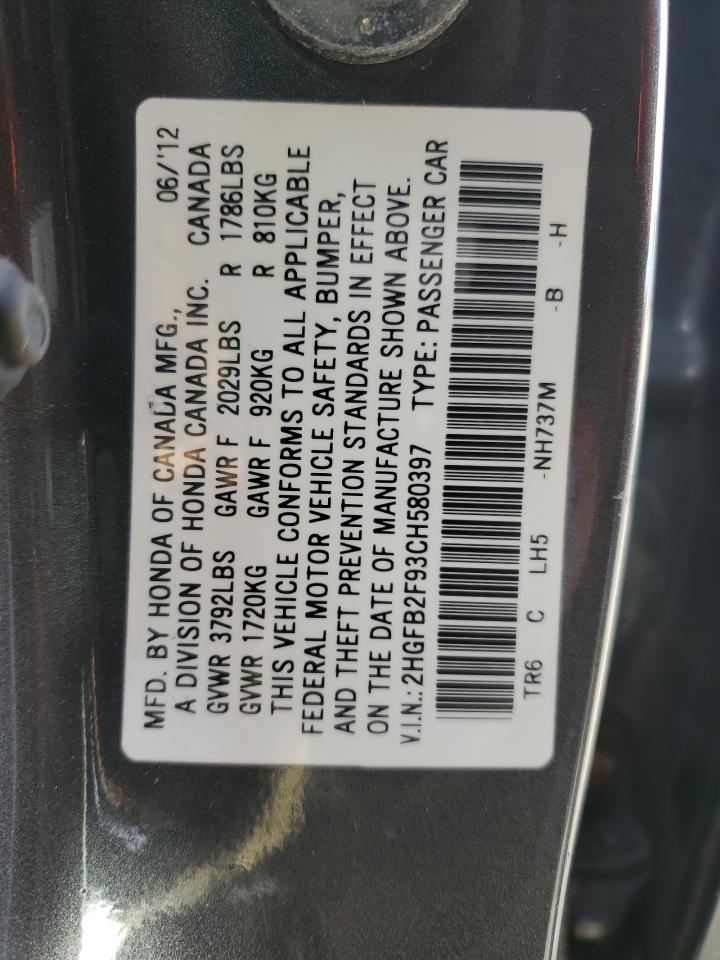 MFD. BY HONDA OF CANADA MFG., 06/'12
A DIVISION OF HONDA CANADA INC. CANADA
GVWR 3792LBS GAWR F 2029LBS R 1786LBS
GVWR 1720KG GAWR F 920KG R 810KG
THIS VEHICLE CONFORMS TO ALL APPLICABLE
FEDERAL MOTOR VEHICLE SAFETY, BUMPER,
AND THEFT PREVENTION STANDARDS IN EFFECT
ON THE DATE OF MANUFACTURE SHOWN ABOVE.
V.I.N.: 2HGFB2F93CH580397 TYPE: PASSENGER CAR
TR6 C LH5 -NH737M -B -H